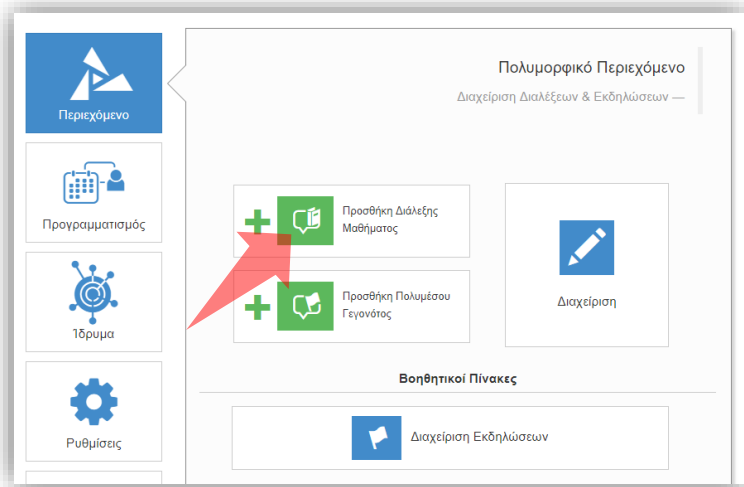 Περιεχόμενο
Προγραμματισμός
Ίδρυμα
Ρυθμίσεις
Πολυμορφικό Περιεχόμενο
Διαχείριση Διαλέξεων & Εκδηλώσεων —
Προσθήκη Διάλεξης
Μαθήματος
Προσθήκη Πολυμέσου
Γεγονότος
Διαχείριση
Βοηθητικοί Πίνακες
Διαχείριση Εκδηλώσεων